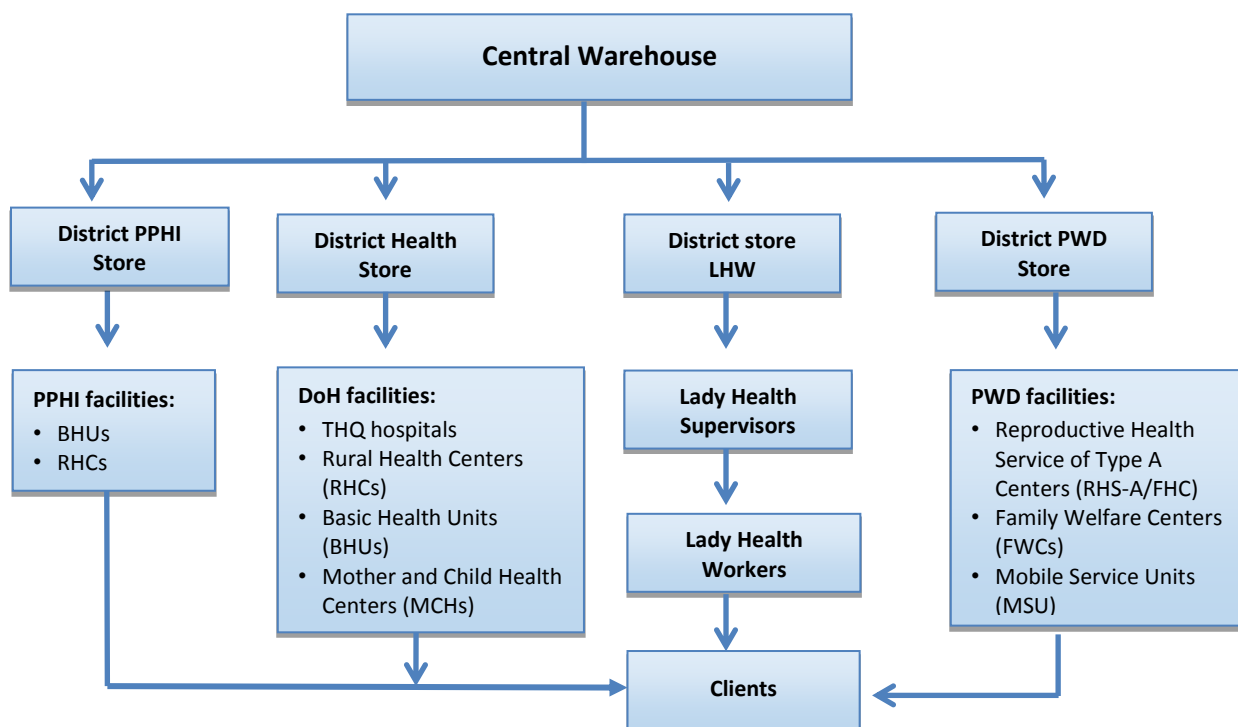 Central Warehouse
District PPHI
Store
District Health
Store
District store
LHW
District PWD
Store
PPHI facilities:
• BHUs
• RHCs
DoH facilities:
• THQ hospitals
• Rural Health Centers
(RHCs)
• Basic Health Units
(BHUs)
• Mother and Child Health
Centers (MCHs)
Lady Health
Supervisors
Lady Health
Workers
PWD facilities:
• Reproductive Health
Service of Type A
Centers (RHS-A/FHC)
• Family Welfare Centers
(FWCs)
• Mobile Service Units
(MSU)
Clients